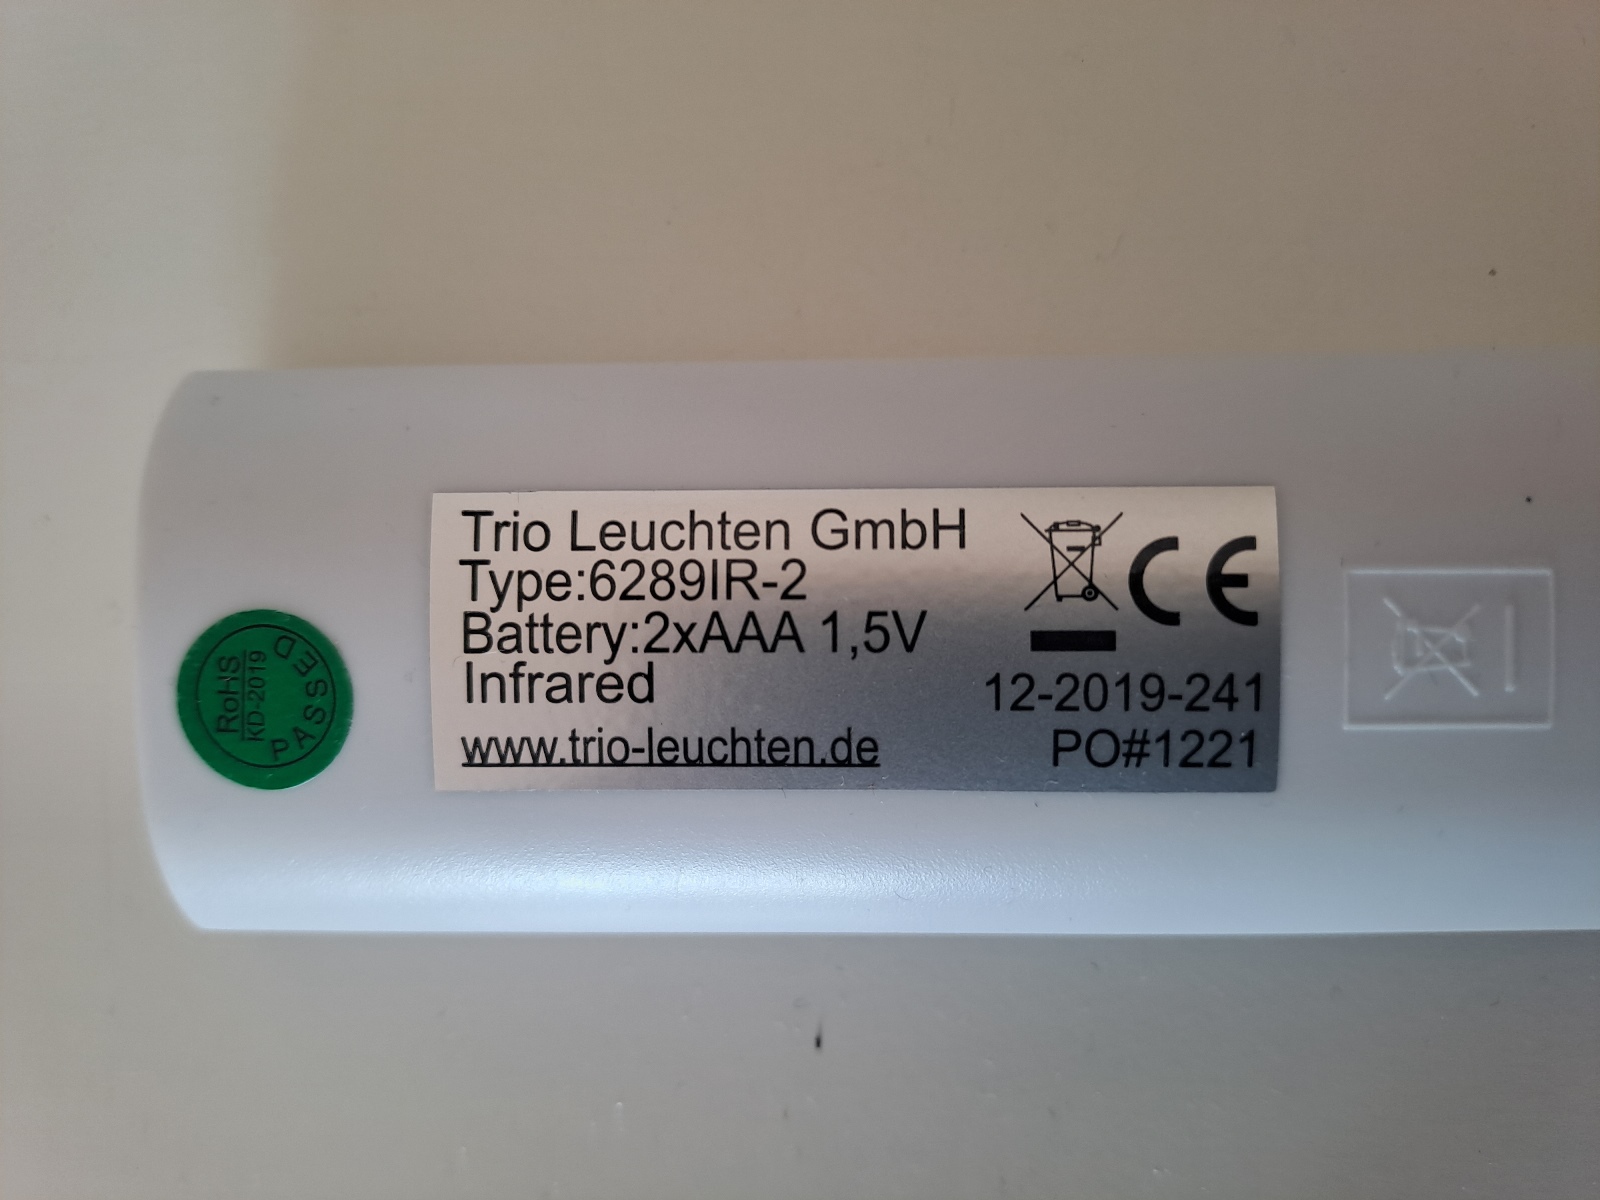 Trio Leuchten GmbH
Type:6289IR-2
Battery:2xAAA 1,5V
Infrared
www.trio-leuchten.de
CE
12-2019-241
PO#1221
RoHS
KD-2019
PASSED